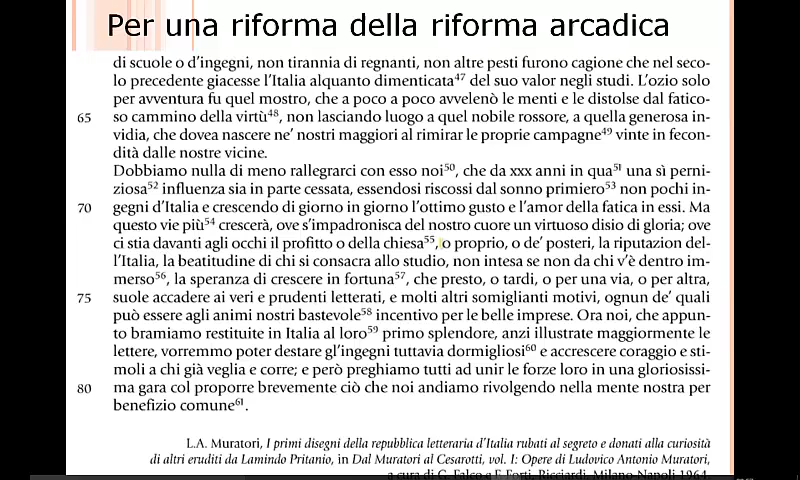 Per una riforma della riforma arcadica
di scuole o d'ingegni, non tirannia di regnanti, non altre pesti furono cagione che nel seco-
lo precedente giacesse l'Italia alquanto dimenticata⁴⁷ del suo valor negli studi. L'ozio solo
per avventura fu quel mostro, che a poco a poco avvelenò le menti e le distolse dal fatico-
65 so cammino della virtù⁴⁸, non lasciando luogo a quel nobile rossore, a quella generosa in-
vidia, che dovea nascere ne' nostri maggiori al rimirar le proprie campagne⁴⁹ vinte in fecon-
dità dalle nostre vicine.
Dobbiamo nulla di meno rallegrarci con esso noi⁵⁰, che da xxx anni in qua⁵¹ una sì perni-
ziosa⁵² influenza sia in parte cessata, essendosi riscossi dal sonno primiero⁵³ non pochi in-
70 gegni d'Italia e crescendo di giorno in giorno l'ottimo gusto e l'amor della fatica in essi. Ma
questo vie più⁵⁴ crescerà, ove s'impadronisca del nostro cuore un virtuoso disio di gloria; ove
ci stia davanti agli occhi il profitto o della chiesa⁵⁵, o proprio, o de' posteri, la riputazion del-
l'Italia, la beatitudine di chi si consacra allo studio, non intesa se non da chi v'è dentro im-
merso⁵⁶, la speranza di crescere in fortuna⁵⁷, che presto, o tardi, o per una via, o per altra,
75 suole accadere ai veri e prudenti letterati, e molti altri somiglianti motivi, ognun de' quali
può essere agli animi nostri bastevole⁵⁸ incentivo per le belle imprese. Ora noi, che appun-
to bramiamo restituite in Italia al loro⁵⁹ primo splendore, anzi illustrate maggiormente le
lettere, vorremmo poter destare gl'ingegni tuttavia dormigliosi⁶⁰ e accrescere coraggio e sti-
moli a chi già veglia e corre; e però preghiamo tutti ad unir le forze loro in una gloriosissi-
80 ma gara col proporre brevemente ciò che noi andiamo rivolgendo nella mente nostra per
benefizio comune⁶¹.
L.A. Muratori, I primi disegni della repubblica letteraria d'Italia rubati al segreto e donati alla curiosità
di altri eruditi da Lamindo Pritanio, in Dal Muratori al Cesarotti, vol. I: Opere di Ludovico Antonio Muratori,
a cura di G. Falco e F. Forti, Ricciardi, Milano-Napoli 1964.